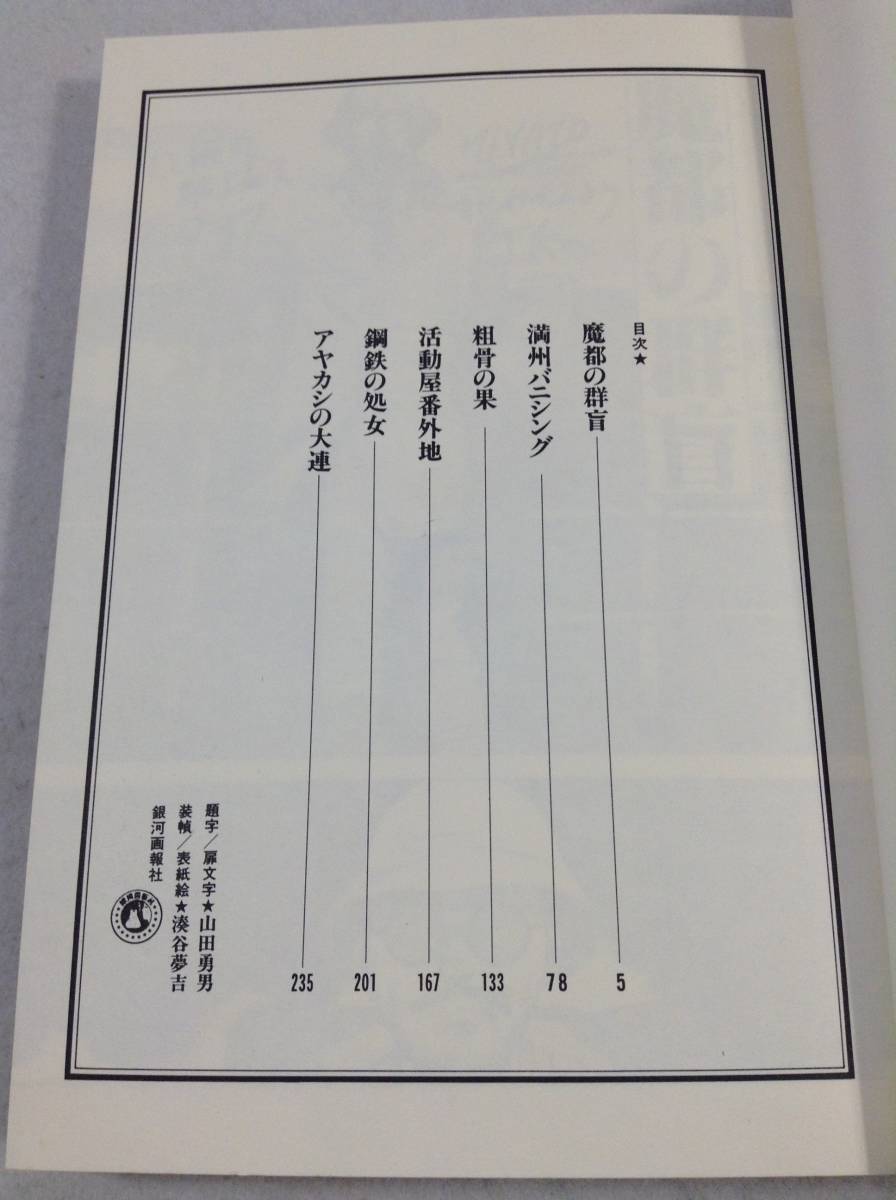 目次★
魔都の群盲 5
満州バニシング 78
粗骨の果 133
活動屋番外地 167
鋼鉄の処女 201
アヤカシの大連 235
題字/扉文字★山田勇男
装幀/表紙絵★湊谷夢吉
銀河画報社